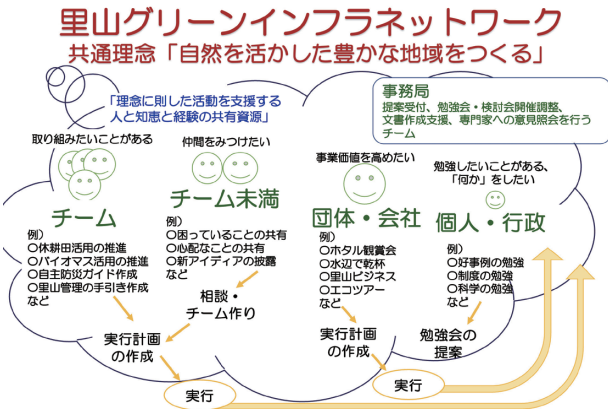 里山グリーンインフラネットワーク
共通理念「自然を活かした豊かな地域をつくる」
「理念に則した活動を支援する
人と知恵と経験の共有資源」
事務局
提案受付、勉強会・検討会開催調整、
文書作成支援、専門家への意見照会を行う
チーム
取り組みたいことがある
チーム
例）
○休耕田活用の推進
○バイオマス活用の推進
○自主防災ガイド作成
○里山管理の手引き作成
など
実行計画
の作成
実行
仲間をみつけたい
チーム未満
例）
○困っていることの共有
○心配なことの共有
○新アイディアの披露
など
相談・
チーム作り
事業価値を高めたい
団体・会社
例）
○ホタル観賞会
○水辺で乾杯
○里山ビジネス
○エコツアー
など
実行計画
の作成
実行
勉強したいことがある、
「何か」をしたい
個人・行政
例）
○好事例の勉強
○制度の勉強
○科学の勉強
など
勉強会の
提案